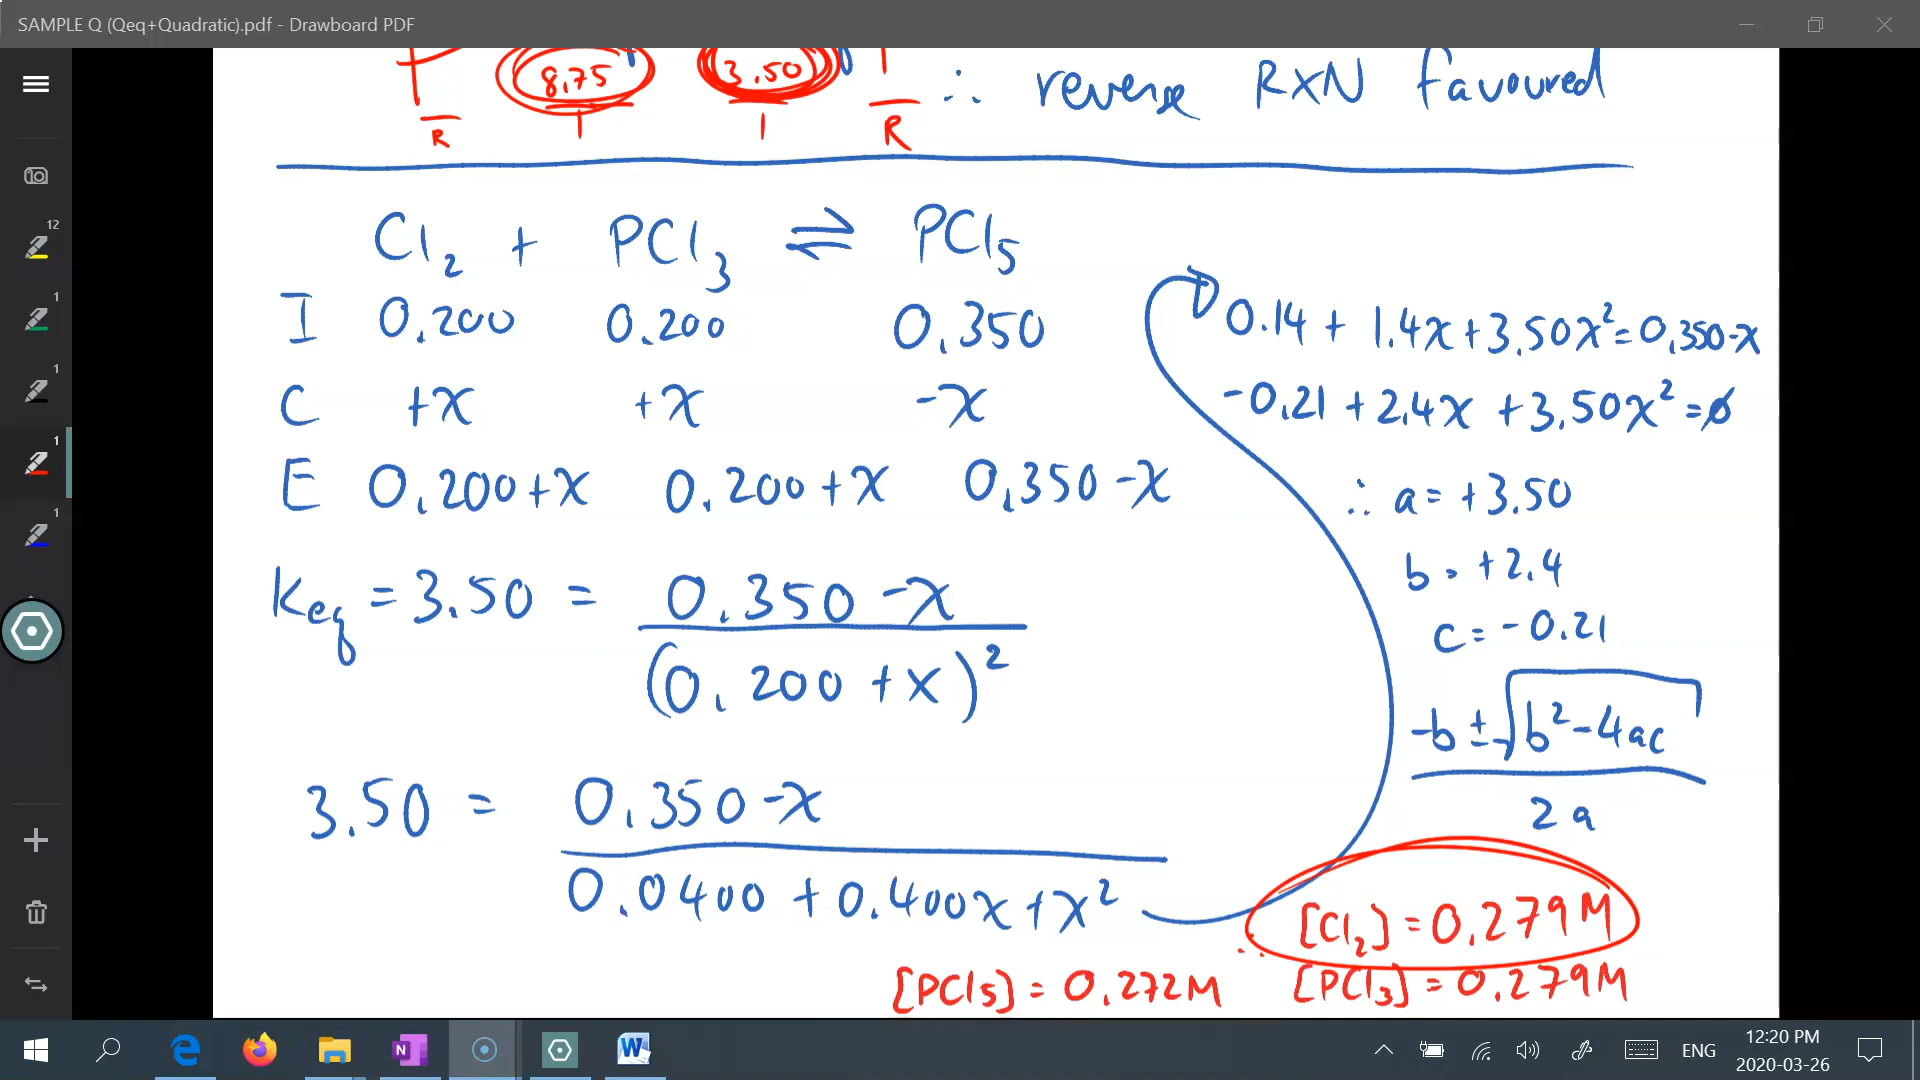 SAMPLE Q (Qeq+Quadratic).pdf - Drawboard PDF
8.75 3.50 ∴ reverse RXN favoured
R 1 1 R
Cl₂ + PCl₃ ⇌ PCl₅
I 0.200 0.200 0.350
C +x +x -x
E 0.200+x 0.200+x 0.350-x
Keq = 3.50 = 0.350-x
(0.200 + x)²
3.50 = 0.350-x
0.0400 + 0.400x + x²
0.14 + 1.4x + 3.50x² = 0.350-x
-0.21 + 2.4x + 3.50x² = 0
∴ a = +3.50
b = +2.4
c = -0.21
-b ± √b² - 4ac
2a
∴ [Cl₂] = 0.279M
[PCl₅] = 0.272M [PCl₃] = 0.279M
12
1
1
1
1
ENG
12:20 PM
2020-03-26